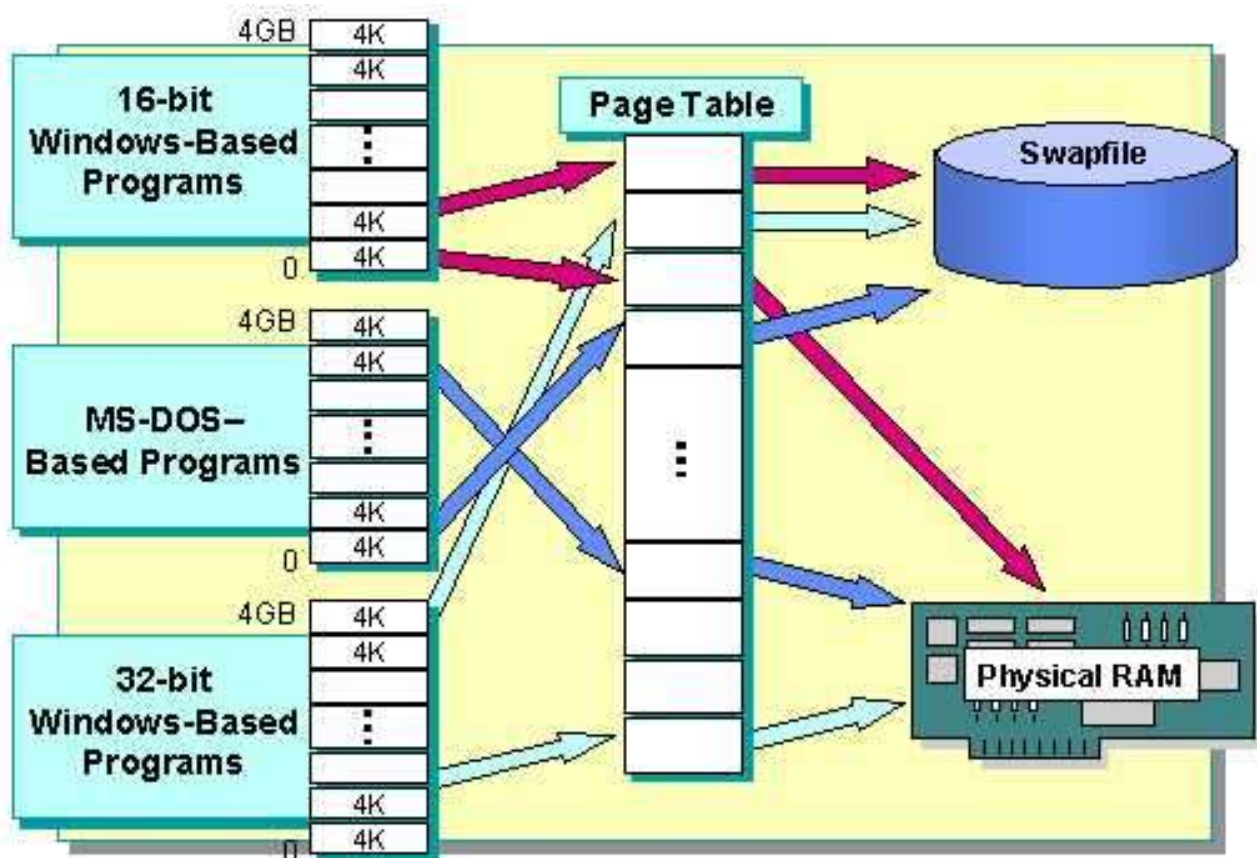 4GB
4K
4K
16-bit
Windows-Based
Programs
4K
4K
0
4GB
4K
4K
MS-DOS–
Based Programs
4K
4K
0
4GB
4K
4K
32-bit
Windows-Based
Programs
4K
4K
0
Page Table
Swapfile
Physical RAM